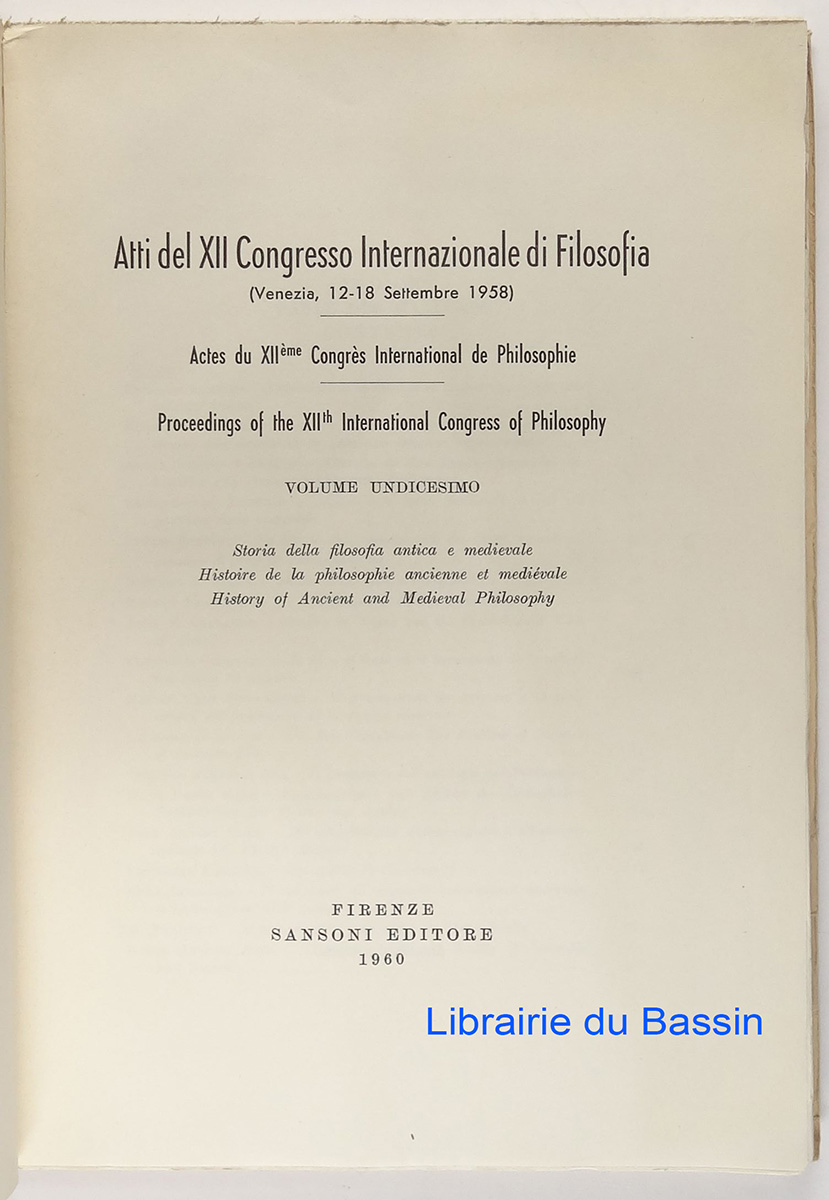 Atti del XII Congresso Internazionale di Filosofia
(Venezia, 12-18 Settembre 1958)
Actes du XIIème Congrès International de Philosophie
Proceedings of the XIIth International Congress of Philosophy
VOLUME UNDICESIMO
Storia della filosofia antica e medievale
Histoire de la philosophie ancienne et mediévale
History of Ancient and Medieval Philosophy
FIRENZE
SANSONI EDITORE
1960
Librairie du Bassin